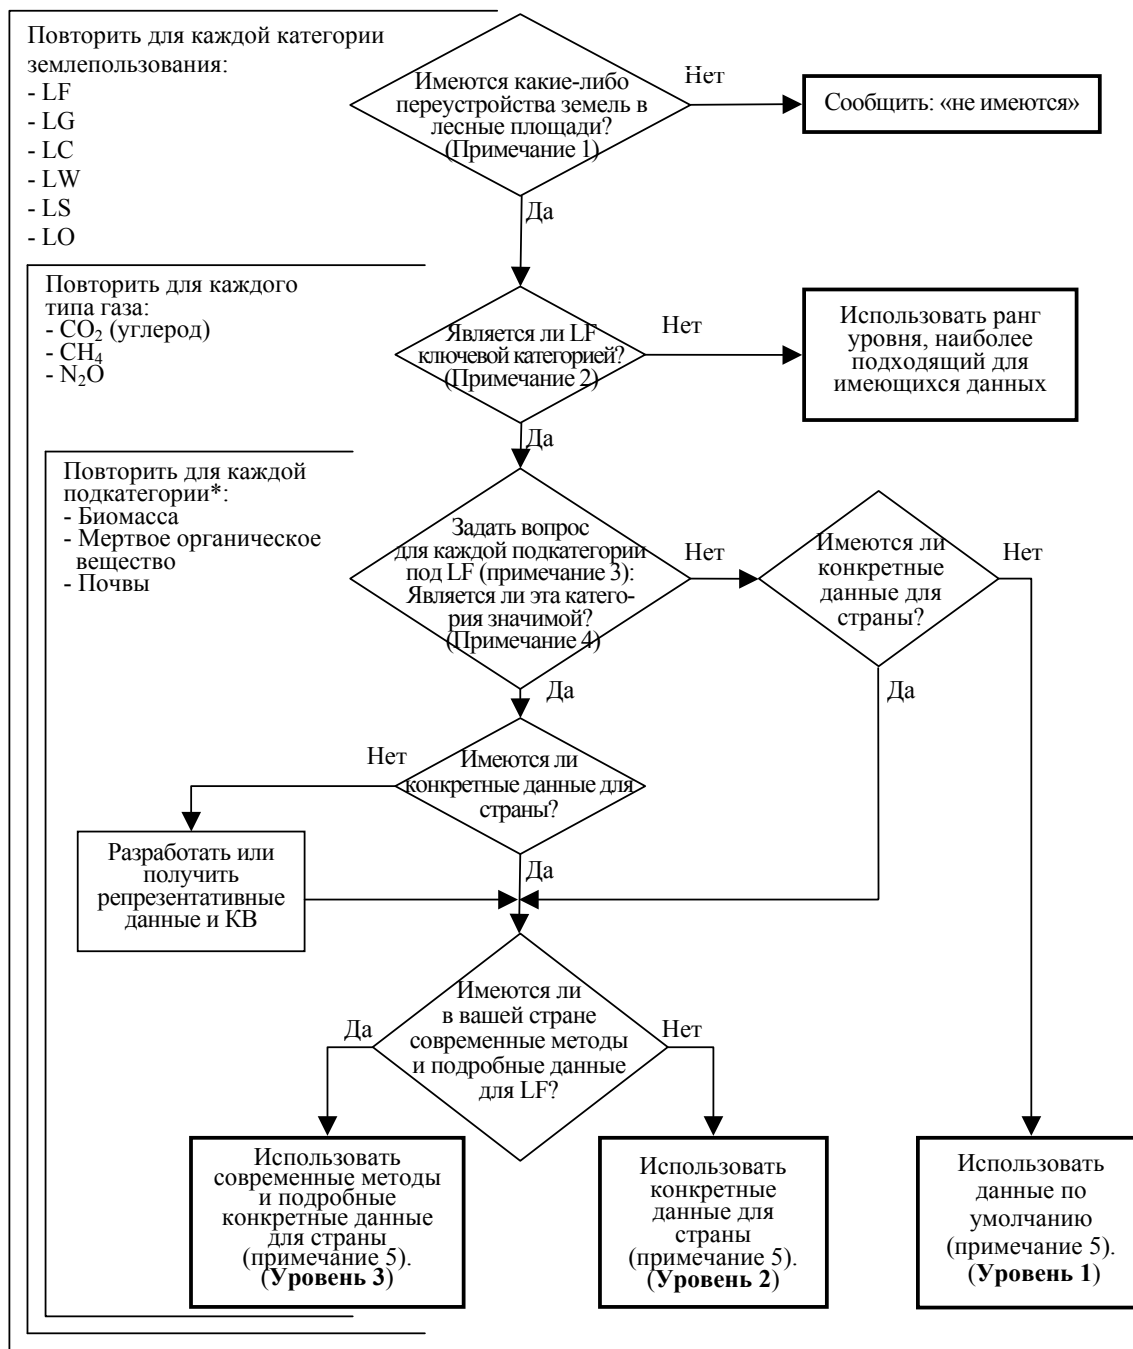 Повторить для каждой категории
землепользования:
- LF
- LG
- LC
- LW
- LS
- LO
Имеются какие-либо
переустройства земель в
лесные площади?
(Примечание 1)
Нет
Сообщить: «не имеются»
Да
Повторить для каждого
типа газа:
- CO₂ (углерод)
- CH₄
- N₂O
Является ли LF
ключевой категорией?
(Примечание 2)
Нет
Использовать ранг
уровня, наиболее
подходящий для
имеющихся данных
Да
Повторить для каждой
подкатегории*:
- Биомасса
- Мертвое органическое
вещество
- Почвы
Задать вопрос
для каждой подкатегории
под LF (примечание 3):
Является ли эта катего-
рия значимой?
(Примечание 4)
Нет
Имеются ли
конкретные
данные для
страны?
Нет
Да
Да
Нет
Имеются ли
конкретные данные для
страны?
Разработать или
получить
репрезентативные
данные и КВ
Да
Имеются ли
в вашей стране
современные методы
и подробные данные
для LF?
Да
Нет
Использовать
современные методы
и подробные
конкретные данные
для страны
(примечание 5).
(Уровень 3)
Использовать
конкретные
данные для
страны
(примечание 5).
(Уровень 2)
Использовать
данные по
умолчанию
(примечание 5).
(Уровень 1)